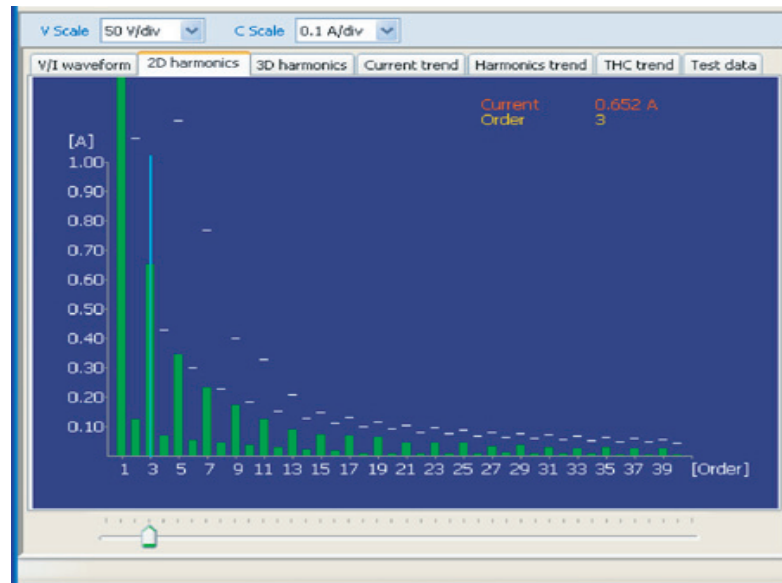 V Scale 50 V/div C Scale 0.1 A/div
V/I waveform 2D harmonics 3D harmonics Current trend Harmonics trend THC trend Test data
Current 0.652 A
Order 3
[A]
1.00
0.90
0.80
0.70
0.60
0.50
0.40
0.30
0.20
0.10
1 3 5 7 9 11 13 15 17 19 21 23 25 27 29 31 33 35 37 39 [Order]